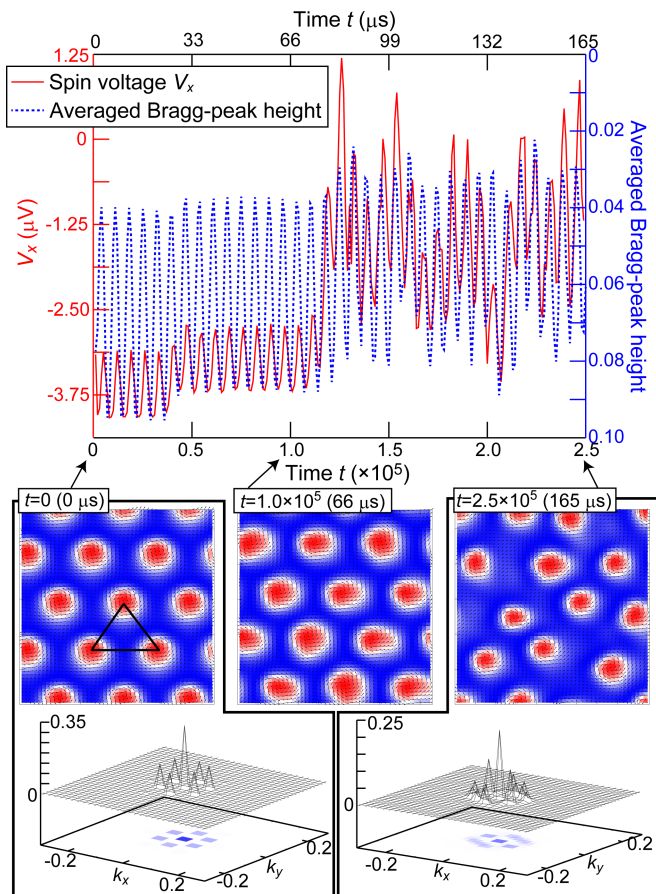 Time t (μs)
0 33 66 99 132 165
1.25
0
-1.25
-2.50
-3.75
Vx (μV)
Spin voltage Vx
Averaged Bragg-peak height
0
0.02
0.04
0.06
0.08
0.10
Averaged Bragg-peak height
0 0.5 1.0 1.5 2.0 2.5
Time t (×10⁵)
t=0 (0 μs)
t=1.0×10⁵ (66 μs)
t=2.5×10⁵ (165 μs)
0.35
0
-0.2
kx
0.2
ky
0.2
0.25
0
-0.2
kx
0.2
ky
0.2